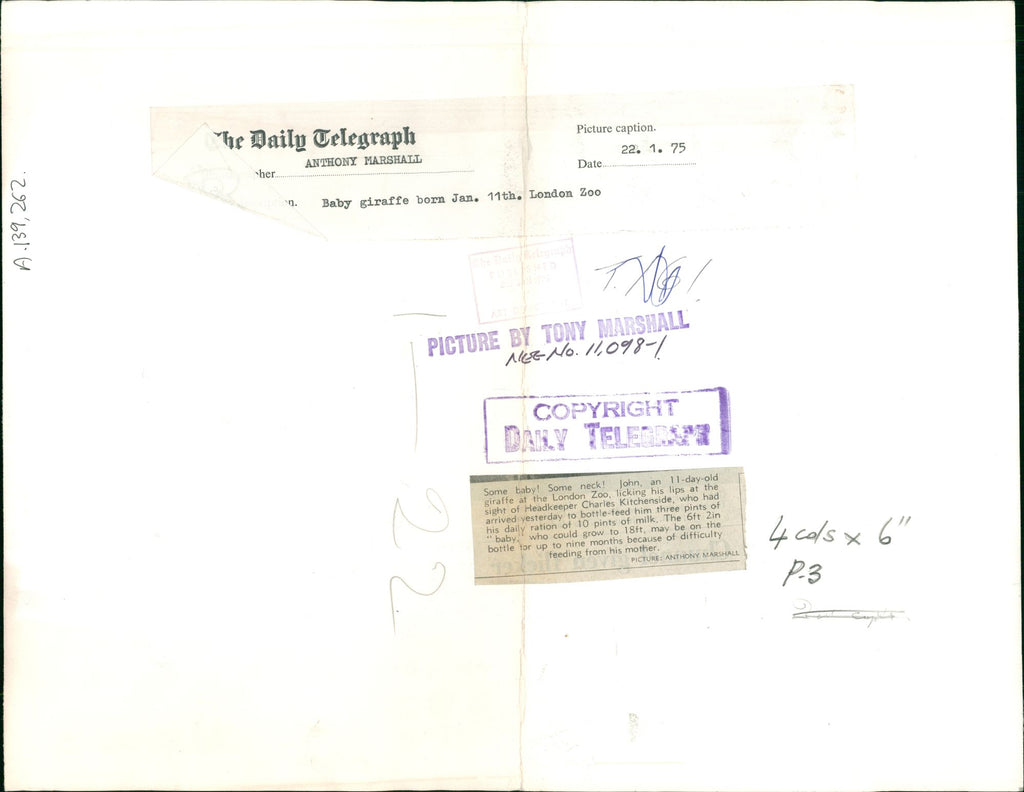 A.139,262.
The Daily Telegraph
Picture caption.
ANTHONY MARSHALL
22. 1. 75
Date
Baby giraffe born Jan. 11th. London Zoo
The Daily Telegraph
PICTURE BY TONY MARSHALL
NEG No. 11,098-1
COPYRIGHT
DAILY TELEGRAPH
Some baby! Some neck! John, an 11-day-old
giraffe at the London Zoo, licking his lips at the
sight of Headkeeper Charles Kitchenside, who had
arrived yesterday to bottle-feed him three pints of
his daily ration of 10 pints of milk. The 6ft 2in
"baby," who could grow to 18ft, may be on the
bottle for up to nine months because of difficulty
feeding from his mother.
PICTURE: ANTHONY MARSHALL
4 cols x 6"
P-3